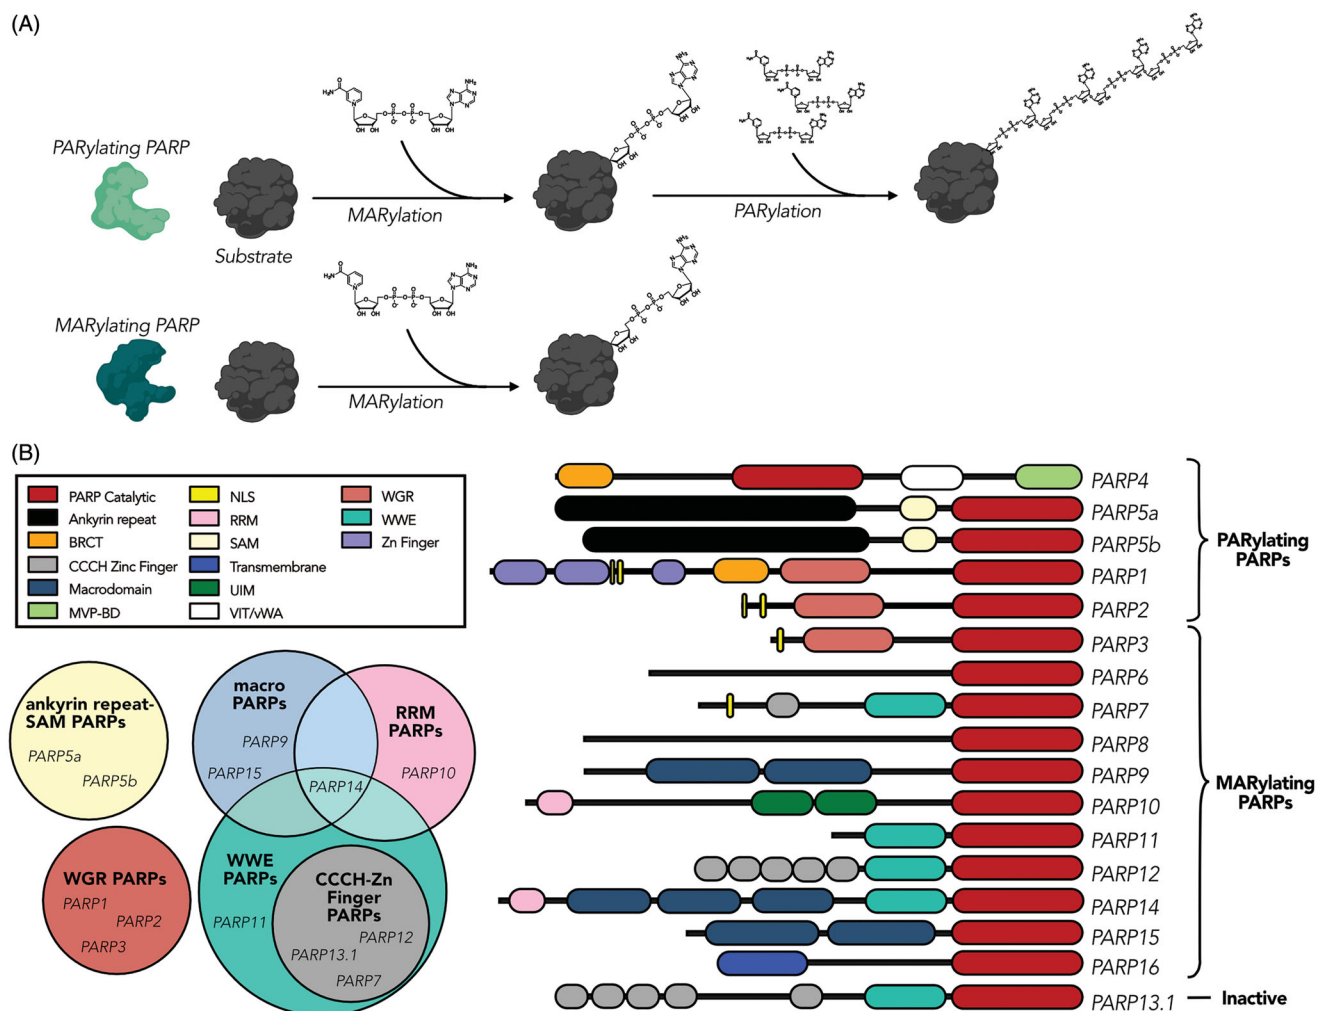 (A)
PARylating PARP
Substrate
MARylation
PARylation
MARylating PARP
MARylation
(B)
PARP Catalytic
Ankyrin repeat
BRCT
CCCH Zinc Finger
Macrodomain
MVP-BD
NLS
RRM
SAM
Transmembrane
UIM
VIT/vWA
WGR
WWE
Zn Finger
ankyrin repeat-
SAM PARPs
PARP5a
PARP5b
macro
PARPs
PARP9
PARP15
RRM
PARPs
PARP10
PARP14
WGR PARPs
PARP1
PARP2
PARP3
WWE
PARPs
PARP11
CCCH-Zn
Finger
PARPs
PARP12
PARP13.1
PARP7
PARP4
PARP5a
PARP5b
PARP1
PARP2
PARylating
PARPs
PARP3
PARP6
PARP7
PARP8
PARP9
PARP10
PARP11
PARP12
PARP14
PARP15
PARP16
MARylating
PARPs
PARP13.1
Inactive